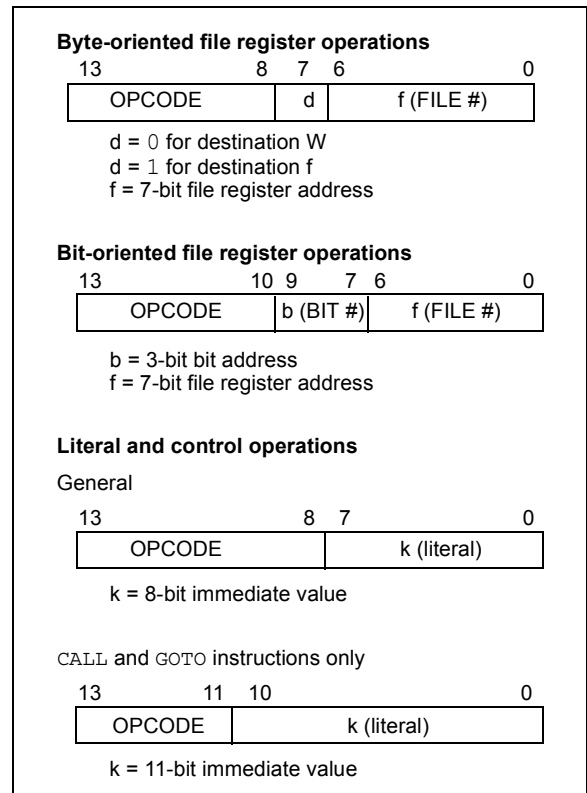 Byte-oriented file register operations
13 8 7 6 0
OPCODE d f (FILE #)
d = 0 for destination W
d = 1 for destination f
f = 7-bit file register address
Bit-oriented file register operations
13 10 9 7 6 0
OPCODE b (BIT #) f (FILE #)
b = 3-bit bit address
f = 7-bit file register address
Literal and control operations
General
13 8 7 0
OPCODE k (literal)
k = 8-bit immediate value
CALL and GOTO instructions only
13 11 10 0
OPCODE k (literal)
k = 11-bit immediate value